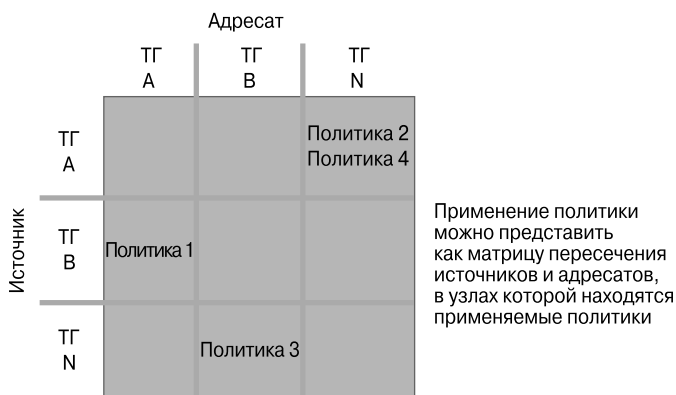 Адресат
ТГ
A
ТГ
B
ТГ
N
Источник
ТГ
A
Политика 2
Политика 4
ТГ
B
Политика 1
ТГ
N
Политика 3
Применение политики
можно представить
как матрицу пересечения
источников и адресатов,
в узлах которой находятся
применяемые политики